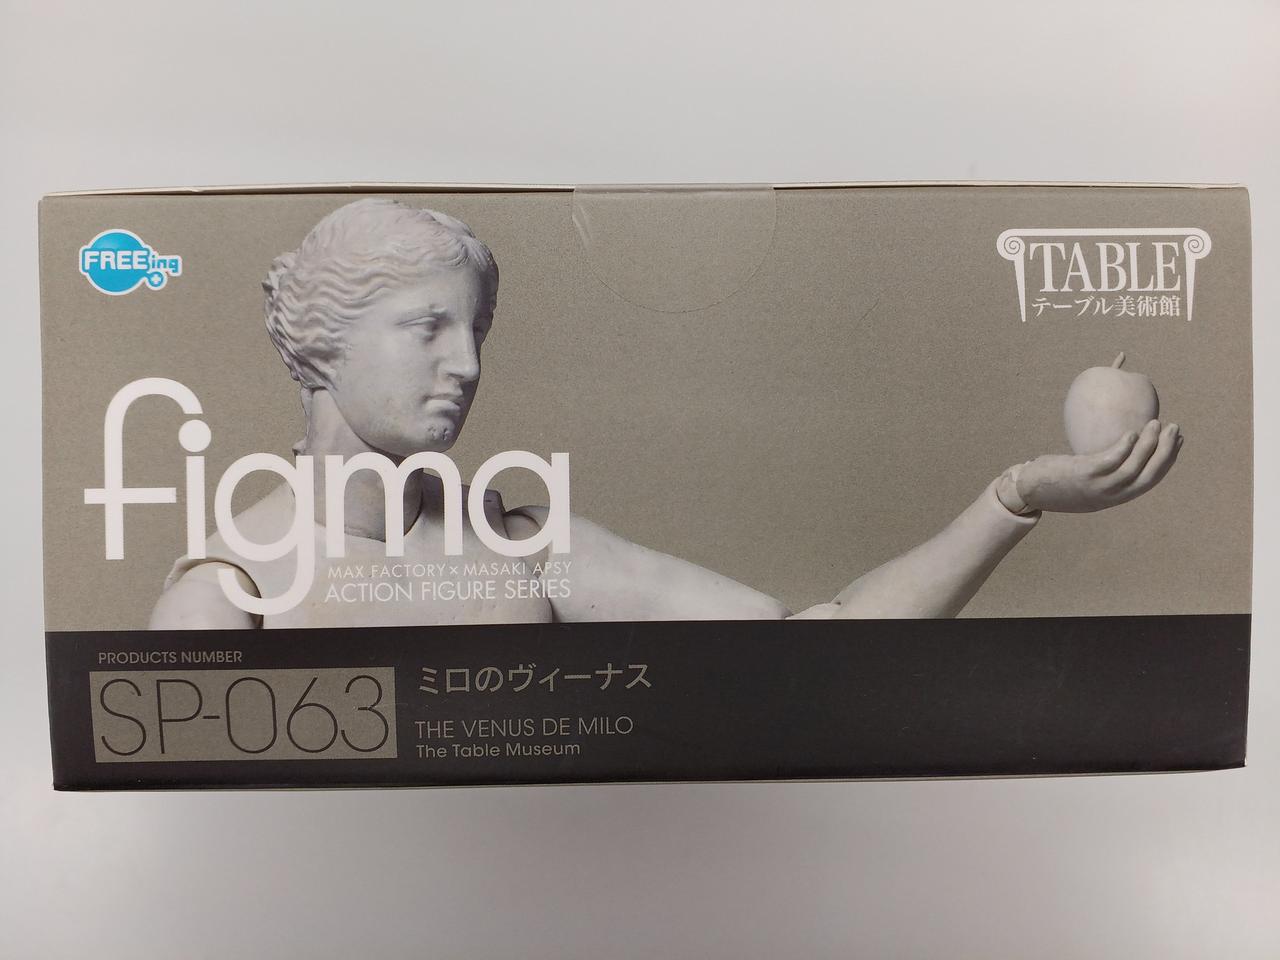 FREEing
TABLE
テーブル美術館
figma
MAX FACTORY×MASAKI APSY
ACTION FIGURE SERIES
PRODUCTS NUMBER
SP-063
ミロのヴィーナス
THE VENUS DE MILO
The Table Museum